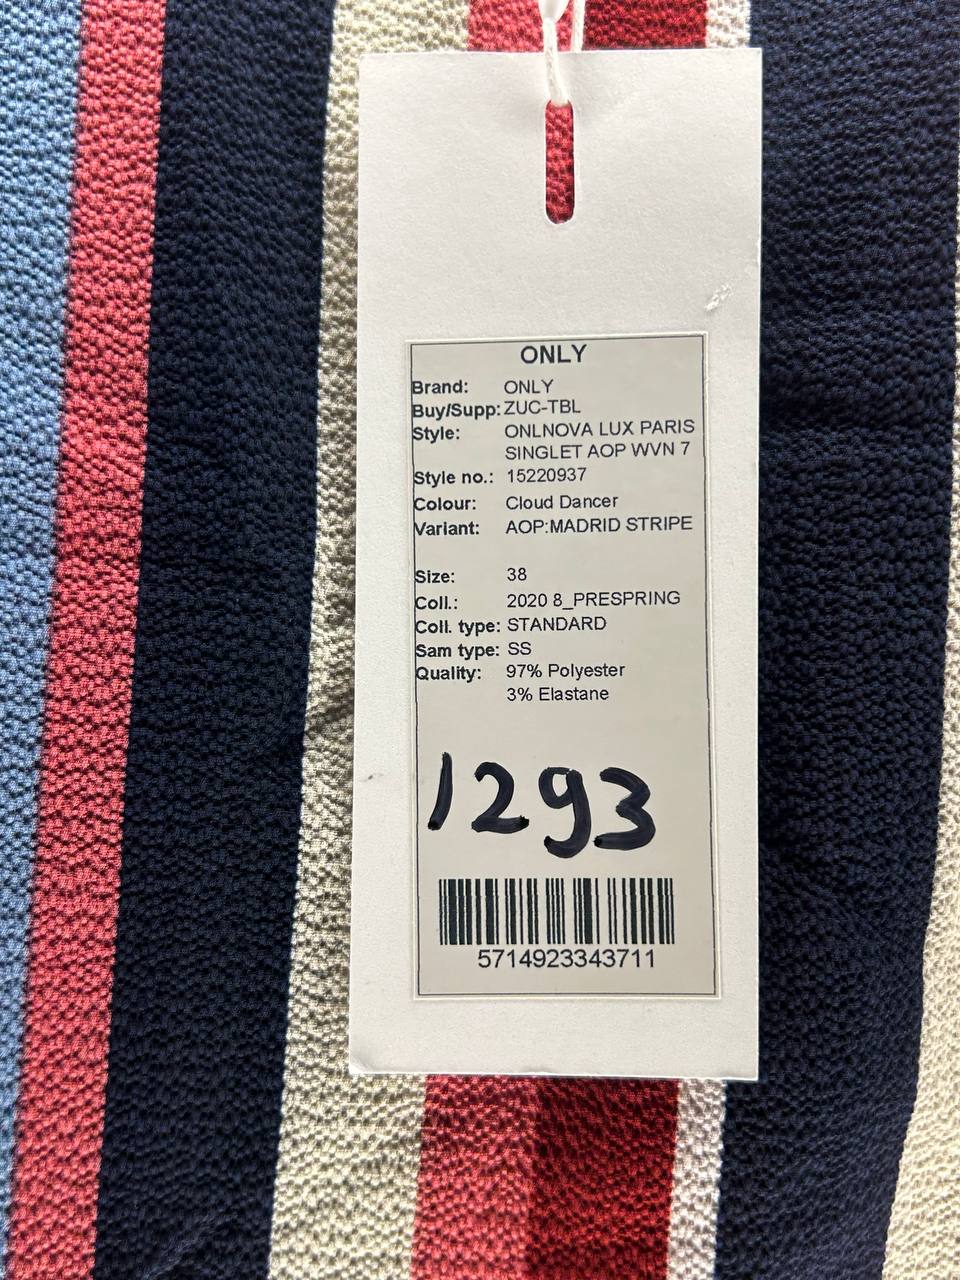 ONLY
Brand: ONLY
Buy/Supp: ZUC-TBL
Style: ONLNOVA LUX PARIS
SINGLET AOP WVN 7
Style no.: 15220937
Colour: Cloud Dancer
Variant: AOP:MADRID STRIPE
Size: 38
Coll.: 2020 8_PRESPRING
Coll. type: STANDARD
Sam type: SS
Quality: 97% Polyester
3% Elastane
1293
5714923343711